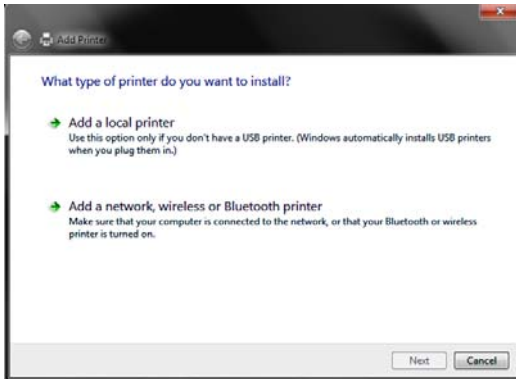 Add Printer
What type of printer do you want to install?
Add a local printer
Use this option only if you don't have a USB printer. (Windows automatically installs USB printers
when you plug them in.)
Add a network, wireless or Bluetooth printer
Make sure that your computer is connected to the network, or that your Bluetooth or wireless
printer is turned on.
Next
Cancel